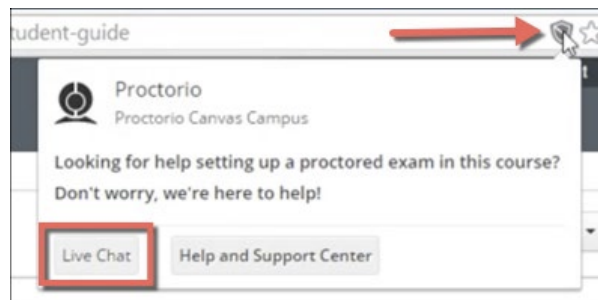 tudent-guide
Proctorio
Proctorio Canvas Campus
Looking for help setting up a proctored exam in this course?
Don't worry, we're here to help!
Live Chat
Help and Support Center